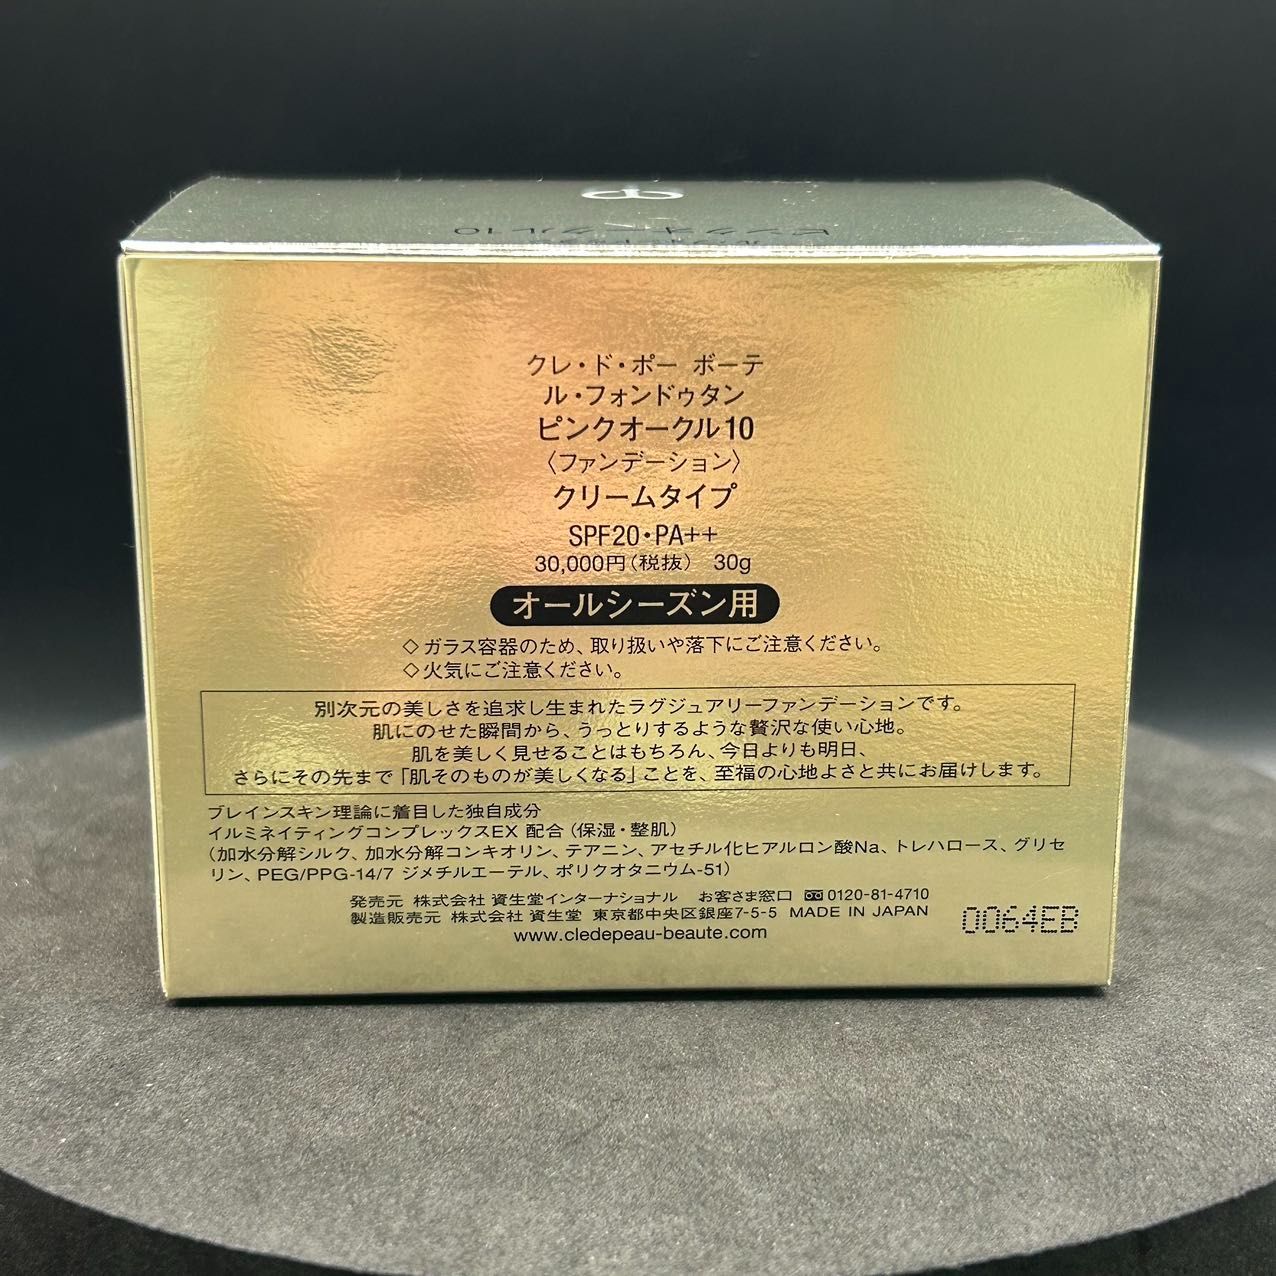 ピンクオークル10
クレ・ド・ポー ボーテ
ル・フォンドゥタン
ピンクオークル10
〈ファンデーション〉
クリームタイプ
SPF20・PA++
30,000円(税抜) 30g
オールシーズン用
◇ガラス容器のため、取り扱いや落下にご注意ください。
◇火気にご注意ください。
別次元の美しさを追求し生まれたラグジュアリーファンデーションです。
肌にのせた瞬間から、うっとりするような贅沢な使い心地。
肌を美しく見せることはもちろん、今日よりも明日、
さらにその先まで「肌そのものが美しくなる」ことを、至福の心地よさと共にお届けします。
ブレインスキン理論に着目した独自成分
イルミネイティングコンプレックスEX 配合(保湿・整肌)
(加水分解シルク、加水分解コンキオリン、テアニン、アセチル化ヒアルロン酸Na、トレハロース、グリセ
リン、PEG/PPG-14/7 ジメチルエーテル、ポリクオタニウム-51)
発売元 株式会社 資生堂インターナショナル お客さま窓口 0120-81-4710
製造販売元 株式会社 資生堂 東京都中央区銀座7-5-5 MADE IN JAPAN
www.cledepeau-beaute.com
0064EB